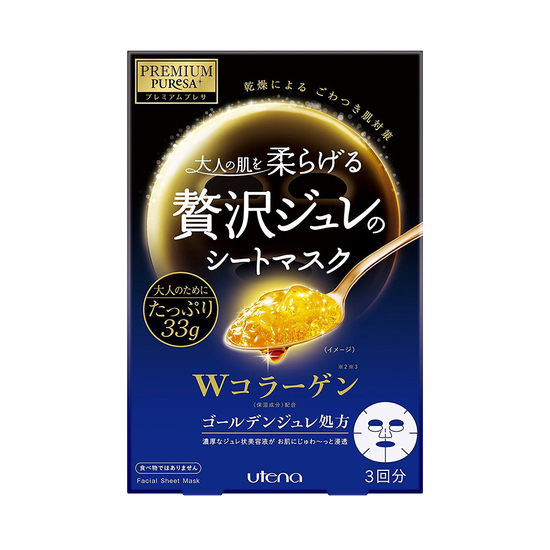 PREMIUM
PURESA+
プレミアムプレサ
乾燥による ごわつき肌対策
大人の肌を柔らげる
贅沢ジュレの
シートマスク
大人のために
たっぷり
33g
(イメージ)
※2※3
Wコラーゲン
(保湿成分)配合
ゴールデンジュレ処方
濃厚なジュレ状美容液が お肌にじゅわ〜っと浸透
食べ物ではありません
Facial Sheet Mask
utena
3回分